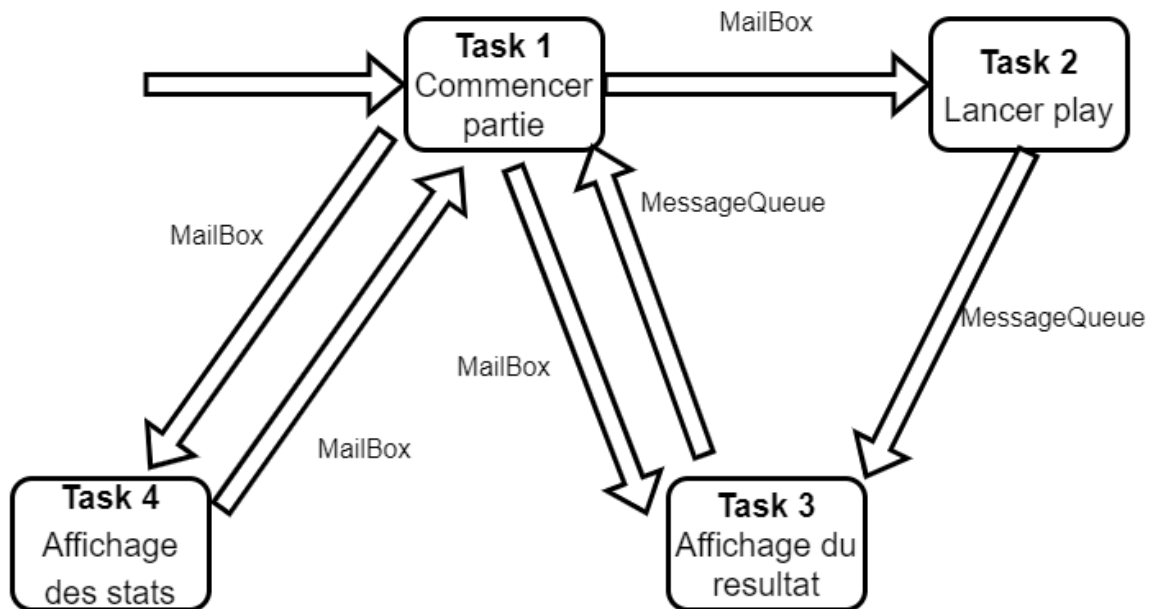 MailBox
Task 1
Commencer
partie
Task 2
Lancer play
MessageQueue
MailBox
MessageQueue
MailBox
MailBox
Task 4
Affichage
des stats
Task 3
Affichage du
resultat